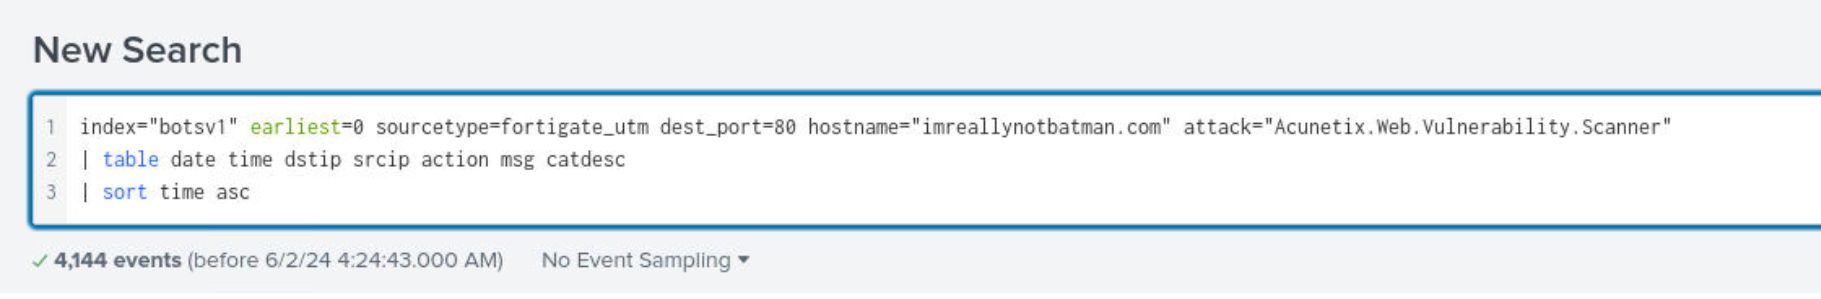 New Search
1 index="botsv1" earliest=0 sourcetype=fortigate_utm dest_port=80 hostname="imreallynotbatman.com" attack="Acunetix.Web.Vulnerability.Scanner"
2 | table date time dstip srcip action msg catdesc
3 | sort time asc
✓ 4,144 events (before 6/2/24 4:24:43.000 AM) No Event Sampling ▾